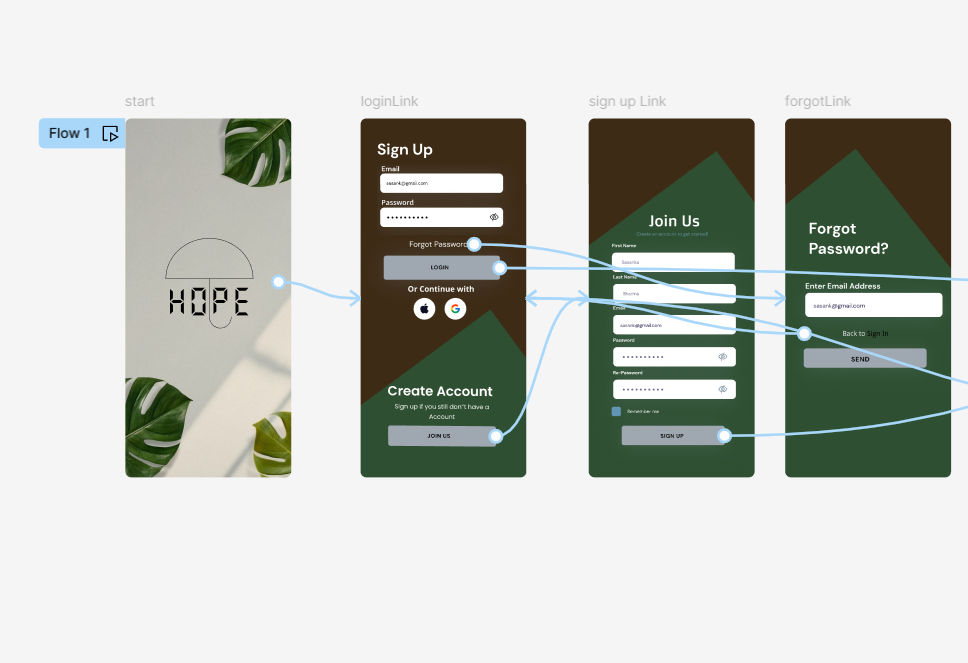 start
loginLink
sign up Link
forgotLink
Flow 1
HOPE
Sign Up
Email
sasank@gmail.com
Password
Forgot Password
LOGIN
Or Continue with
Create Account
Sign up if you still don't have a
Account
JOIN US
Join Us
Create an account to get started!
First Name
Sasanka
Last Name
Bhuima
Email
sasank@gmail.com
Password
Re-Password
Remember me
SIGN UP
Forgot
Password?
Enter Email Address
sasank@gmail.com
Back to Sign In
SEND